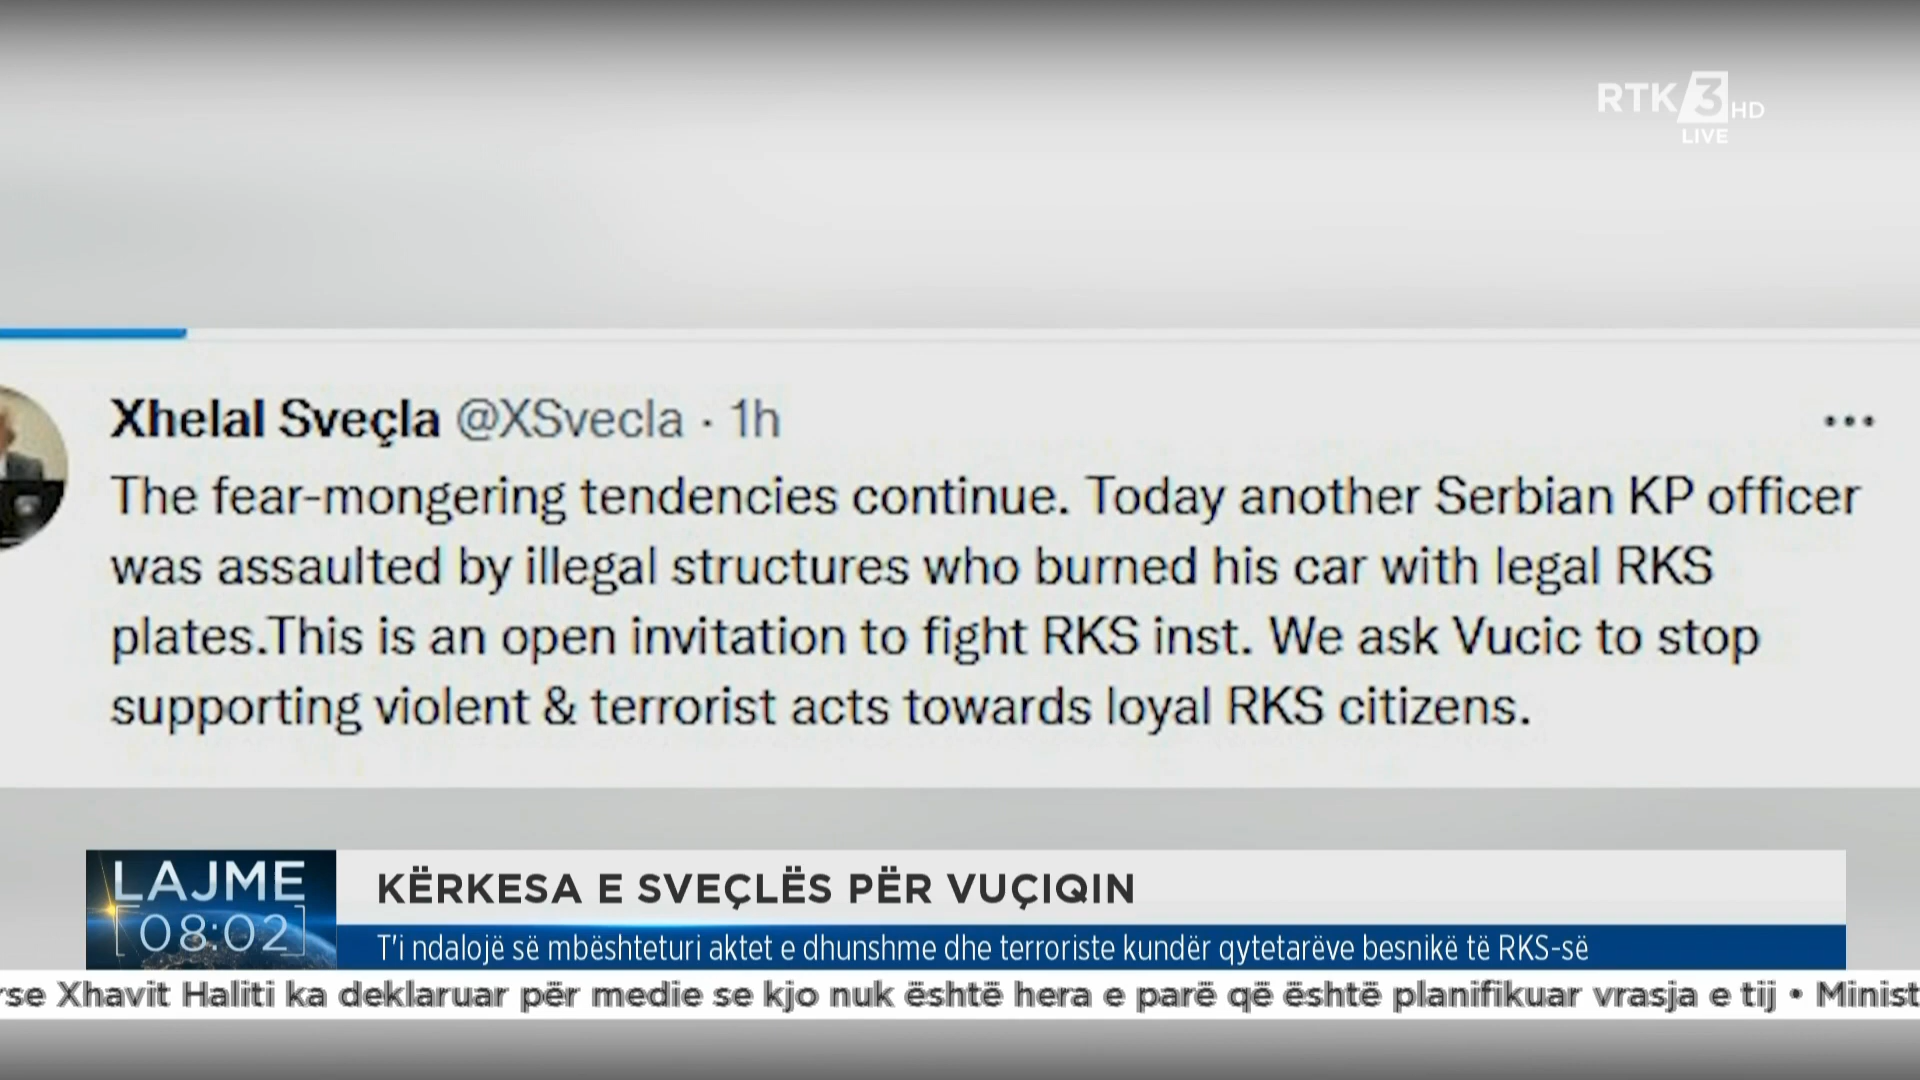 RTK 3 HD
LIVE
Xhelal Sveçla @XSvecla · 1h
The fear-mongering tendencies continue. Today another Serbian KP officer
was assaulted by illegal structures who burned his car with legal RKS
plates.This is an open invitation to fight RKS inst. We ask Vucic to stop
supporting violent & terrorist acts towards loyal RKS citizens.
LAJME
08:02
KËRKESA E SVEÇLËS PËR VUÇIQIN
T'i ndalojë së mbështeturi aktet e dhunshme dhe terroriste kundër qytetarëve besnikë të RKS-së
Xhavit Haliti ka deklaruar për medie se kjo nuk është hera e parë që është planifikuar vrasja e tij •